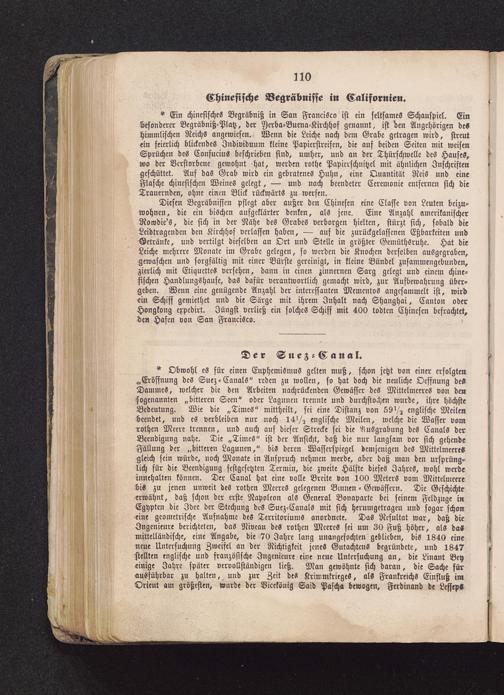 110
Chinesische Begräbnisse in Californien.
* Ein chinesisches Begräbniß in San Francisco ist ein seltsames Schauspiel. Ein
besonderer Begräbniß-Platz, der Yerba-Buena-Kirchhof genannt, ist den Angehörigen des
himmlischen Reichs angewiesen. Wenn die Leiche nach dem Grabe getragen wird, streut
ein feierlich blickendes Individuum kleine Papierstreifen, die auf beiden Seiten mit weisen
Sprüchen des Confucius beschrieben sind, umher, und an der Thürschwelle des Hauses,
wo der Verstorbene gewohnt hat, werden rothe Papierschnitzel mit ähnlichen Inschriften
geschüttet. Auf das Grab wird ein gebratenes Huhn, eine Quantität Reis und eine
Flasche chinesischen Weines gelegt, — und nach beendeter Ceremonie entfernen sich die
Trauernden, ohne einen Blick rückwärts zu werfen.
Diesen Begräbnissen pflegt aber außer den Chinesen eine Classe von Leuten beizu-
wohnen, die ein bischen aufgeklärter denken, als jene. Eine Anzahl amerikanischer
Rowdie's, die sich in der Nähe des Grabes verborgen hielten, stürzt sich, sobald die
Leidtragenden den Kirchhof verlassen haben, — auf die zurückgelassenen Eßbarkeiten und
Getränke, und vertilgt dieselben an Ort und Stelle in größter Gemüthsruhe. Hat die
Leiche mehrere Monate im Grabe gelegen, so werden die Knochen derselben ausgegraben,
gewaschen und sorgfältig mit einer Bürste gereinigt, in kleine Bündel zusammengebunden,
zierlich mit Etiquettes versehen, dann in einen zinnernen Sarg gelegt und einem chine-
sischen Handlungshause, das dafür verantwortlich gemacht wird, zur Aufbewahrung über-
geben. Wenn eine genügende Anzahl der interessanten Mementos angesammelt ist, wird
ein Schiff gemiethet und die Särge mit ihrem Inhalt nach Shanghai, Canton oder
Hongkong expedirt. Jüngst verließ ein solches Schiff mit 400 todten Chinesen befrachtet,
den Hafen von San Francisco.
Der Suez-Canal.
* Obwohl es für einen Euphemismus gelten muß, schon jetzt von einer erfolgten
„Eröffnung des Suez-Canals“ reden zu wollen, so hat doch die neuliche Oeffnung des
Dammes, welcher die den Arbeiten nachrückenden Gewässer des Mittelmeeres von den
sogenannten „bitteren Seen“ oder Lagunen trennte und durchstochen wurde, ihre höchste
Bedeutung. Wie die „Times“ mittheilt, sei eine Distanz von 59½ englische Meilen
beendet, und es verbleiben nur noch 14½ englische Meilen, welche die Wasser vom
rothen Meere trennen, und auch auf dieser Strecke sei die Ausgrabung des Canals der
Beendigung nahe. Die „Times“ ist der Ansicht, daß die nur langsam vor sich gehende
Füllung der „bitteren Lagunen,“ bis deren Wasserspiegel demjenigen des Mittelmeeres
gleich sein würde, noch Monate in Anspruch nehmen werde, aber daß man den ursprüng-
lich für die Beendigung festgesetzten Termin, die zweite Hälfte dieses Jahres, wohl werde
innehalten können. Der Canal hat eine volle Breite von 100 Meters vom Mittelmeere
bis zu jenen unweit des rothen Meeres gelegenen Binnen-Gewässern. Die Geschichte
erwähnt, daß schon der erste Napoleon als General Bonaparte bei seinem Feldzuge in
Egypten die Idee der Stechung des Suez-Canals mit sich herumgetragen und sogar schon
eine geometrische Aufnahme des Territoriums anordnete. Das Resultat war, daß die
Ingenieure berichteten, das Niveau des rothen Meeres sei um 30 Fuß höher, als das
mittelländische, eine Angabe, die 70 Jahre lang unangefochten geblieben, bis 1840 eine
neue Untersuchung Zweifel an der Richtigkeit jenes Gutachtens begründete, und 1847
stellten englische und französische Ingenieure eine neue Untersuchung an, die Linant Bey
einige Jahre später vervollständigen ließ. Man gewöhnte sich daran, die Sache für
ausführbar zu halten, und zur Zeit des Krimmkrieges, als Frankreichs Einfluß im
Orient am größesten, wurde der Vicekönig Said Pascha bewogen, Ferdinand de Lesseps